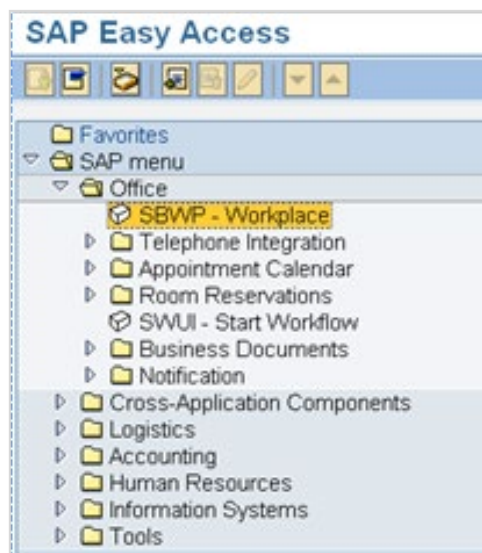 SAP Easy Access
Favorites
SAP menu
Office
SBWP - Workplace
Telephone Integration
Appointment Calendar
Room Reservations
SWUI - Start Workflow
Business Documents
Notification
Cross-Application Components
Logistics
Accounting
Human Resources
Information Systems
Tools